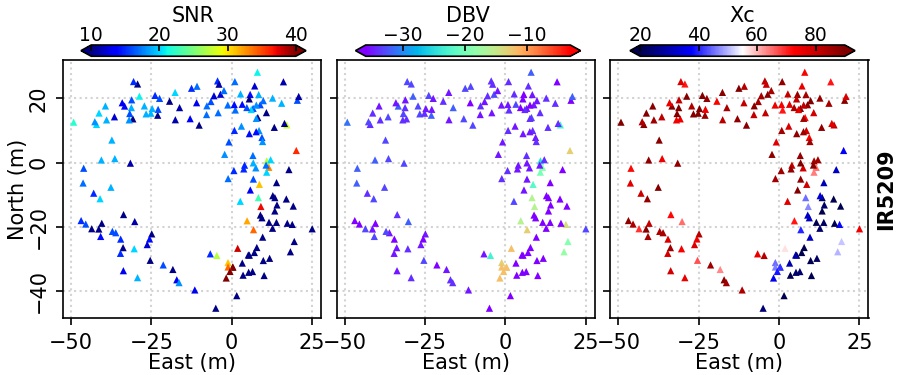 SNR DBV Xc
10 20 30 40 −30 −20 −10 20 40 60 80
20
0
−20
−40
North (m)
IR5209
−50 −25 0 25 −50 −25 0 25 −50 −25 0 25
East (m) East (m) East (m)